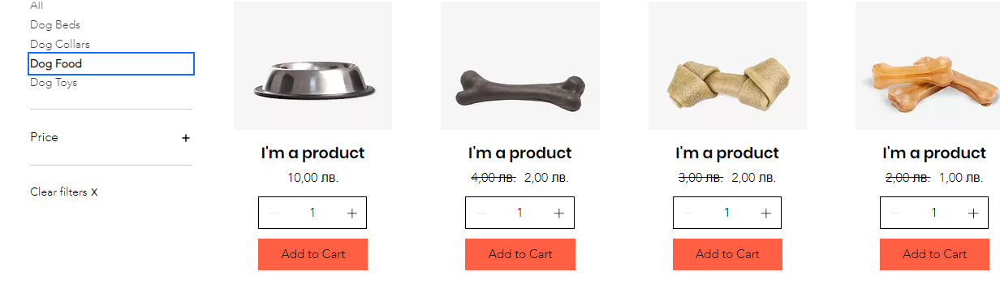 All
Dog Beds
Dog Collars
Dog Food
Dog Toys
Price +
Clear filters X
I'm a product
10,00 лв.
1
Add to Cart
I'm a product
4,00 лв. 2,00 лв.
1
Add to Cart
I'm a product
3,00 лв. 2,00 лв.
1
Add to Cart
I'm a product
2,00 лв. 1,00 лв.
1
Add to Cart